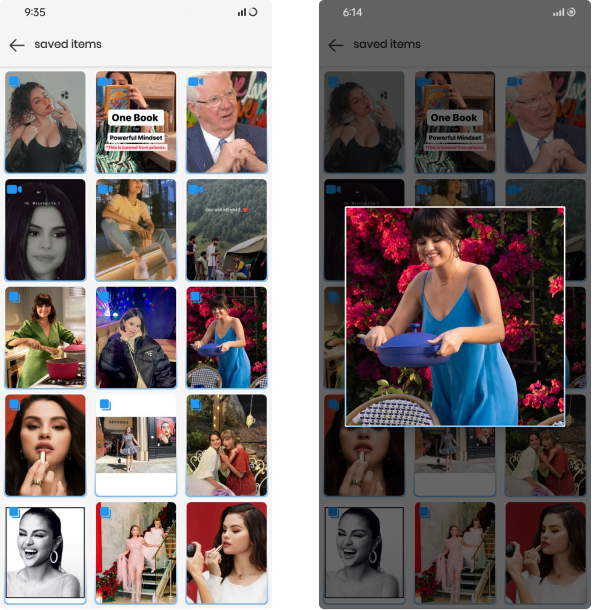 9:35
saved items
One Book
Powerful Mindset
*This is banned from prisons.
SEPHORA
6:14
saved items
One Book
Powerful Mindset
*This is banned from prisons.